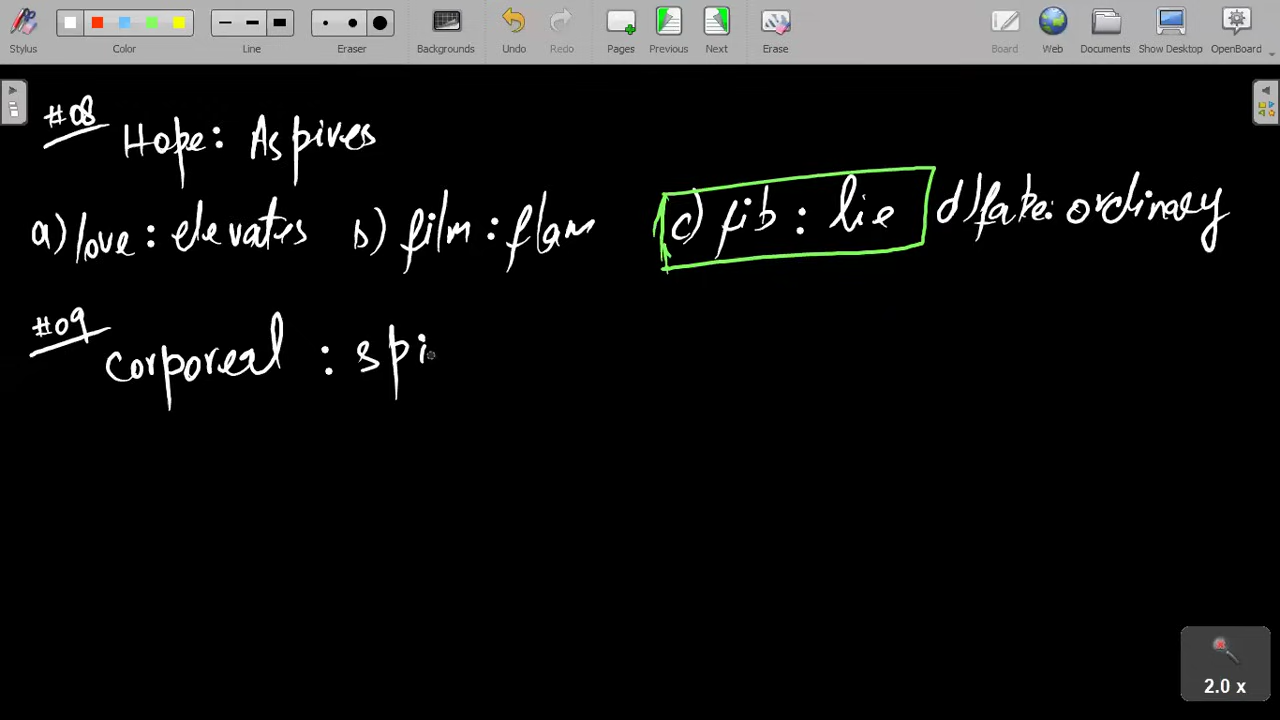 Stylus Color Line Eraser Backgrounds Undo Redo Pages Previous Next Erase Board Web Documents Show Desktop OpenBoard
#08
Hope: Aspires
a) love: elevates b) film: flam c) fib: lie d) fake: ordinary
#09
Corporeal : spi
2.0 x